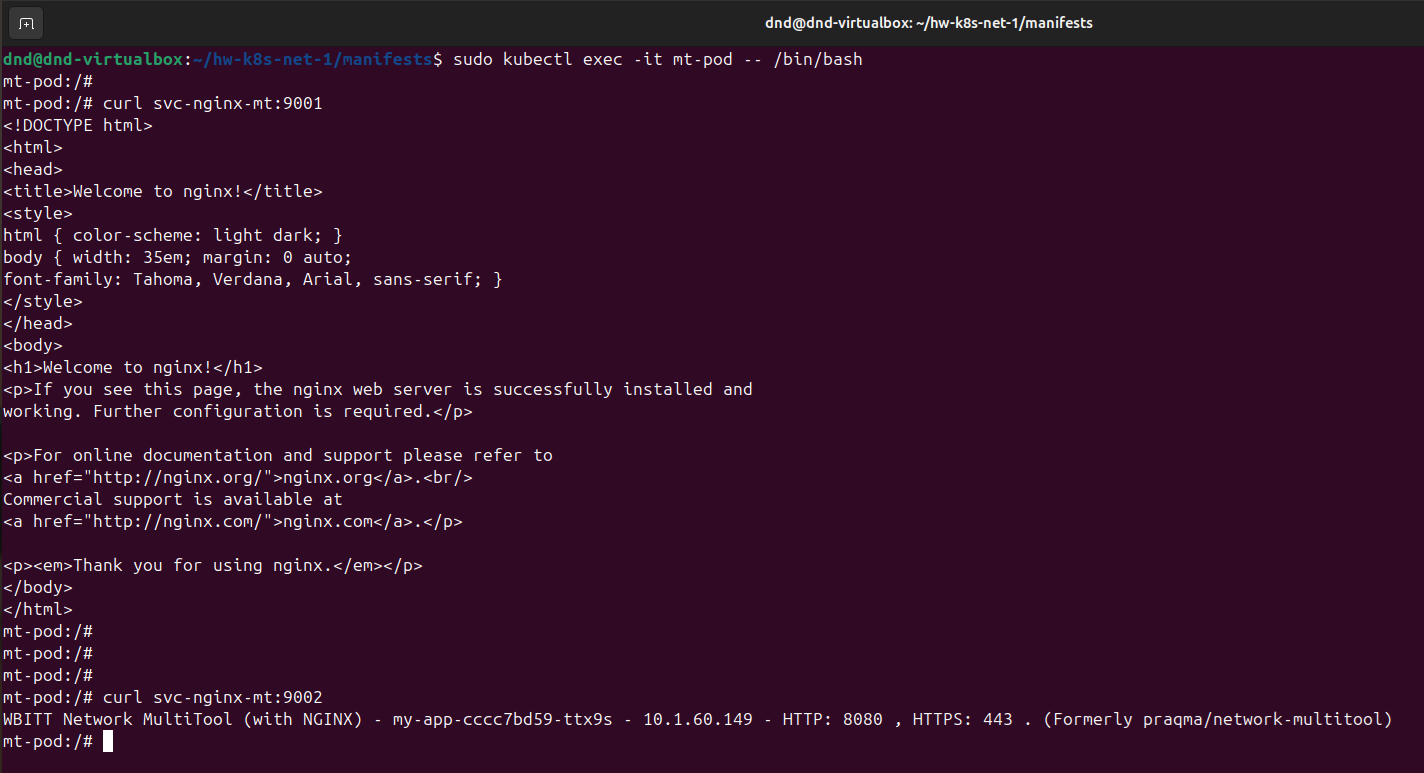 dnd@dnd-virtualbox: ~/hw-k8s-net-1/manifests
dnd@dnd-virtualbox:~/hw-k8s-net-1/manifests$ sudo kubectl exec -it mt-pod -- /bin/bash
mt-pod:/#
mt-pod:/# curl svc-nginx-mt:9001
<!DOCTYPE html>
<html>
<head>
<title>Welcome to nginx!</title>
<style>
html { color-scheme: light dark; }
body { width: 35em; margin: 0 auto;
font-family: Tahoma, Verdana, Arial, sans-serif; }
</style>
</head>
<body>
<h1>Welcome to nginx!</h1>
<p>If you see this page, the nginx web server is successfully installed and
working. Further configuration is required.</p>

<p>For online documentation and support please refer to
<a href="http://nginx.org/">nginx.org</a>.<br/>
Commercial support is available at
<a href="http://nginx.com/">nginx.com</a>.</p>

<p><em>Thank you for using nginx.</em></p>
</body>
</html>
mt-pod:/#
mt-pod:/#
mt-pod:/#
mt-pod:/# curl svc-nginx-mt:9002
WBITT Network MultiTool (with NGINX) - my-app-cccc7bd59-ttx9s - 10.1.60.149 - HTTP: 8080 , HTTPS: 443 . (Formerly praqma/network-multitool)
mt-pod:/#